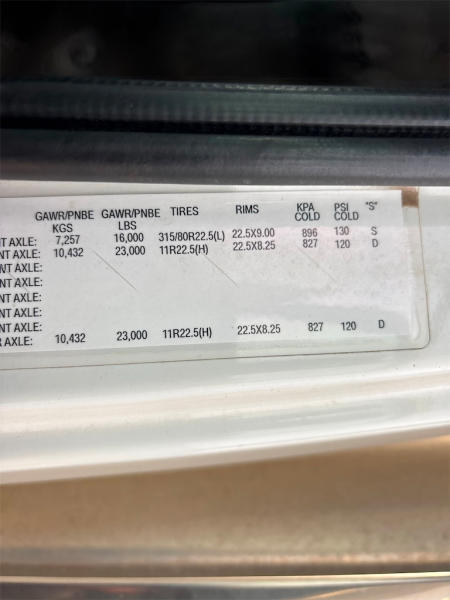 GAWR/PNBE GAWR/PNBE TIRES RIMS KPA PSI "S"
KGS LBS COLD COLD
NT AXLE: 7,257 16,000 315/80R22.5(L) 22.5X9.00 896 130 S
NT AXLE: 10,432 23,000 11R22.5(H) 22.5X8.25 827 120 D
NT AXLE:
NT AXLE:
NT AXLE:
NT AXLE:
NT AXLE:
R AXLE: 10,432 23,000 11R22.5(H) 22.5X8.25 827 120 D